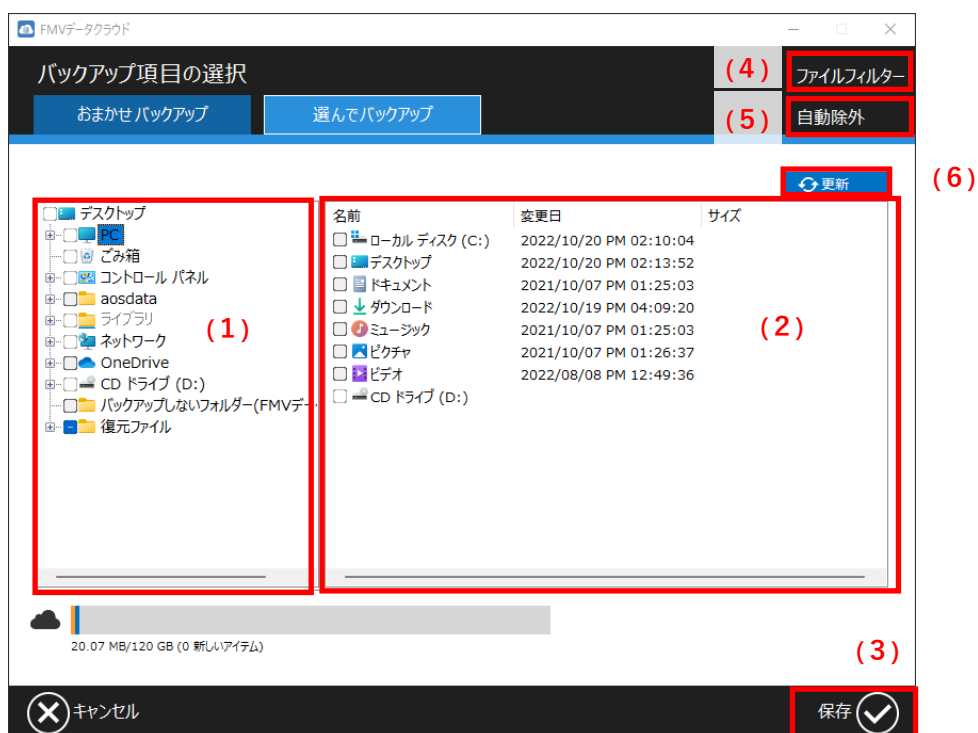 FMVデータクラウド
バックアップ項目の選択
(4)
ファイルフィルター
おまかせ バックアップ
選んでバックアップ
(5)
自動除外
更新
(6)
デスクトップ
PC
ごみ箱
コントロール パネル
aosdata
ライブラリ
ネットワーク
OneDrive
CD ドライブ (D:)
バックアップしないフォルダー(FMVデー
復元ファイル
(1)
名前 変更日 サイズ
ローカル ディスク (C:) 2022/10/20 PM 02:10:04
デスクトップ 2022/10/20 PM 02:13:52
ドキュメント 2021/10/07 PM 01:25:03
ダウンロード 2022/10/19 PM 04:09:20
ミュージック 2021/10/07 PM 01:25:03
ピクチャ 2021/10/07 PM 01:26:37
ビデオ 2022/08/08 PM 12:49:36
CD ドライブ (D:)
(2)
20.07 MB/120 GB (0 新しいアイテム)
(3)
キャンセル
保存